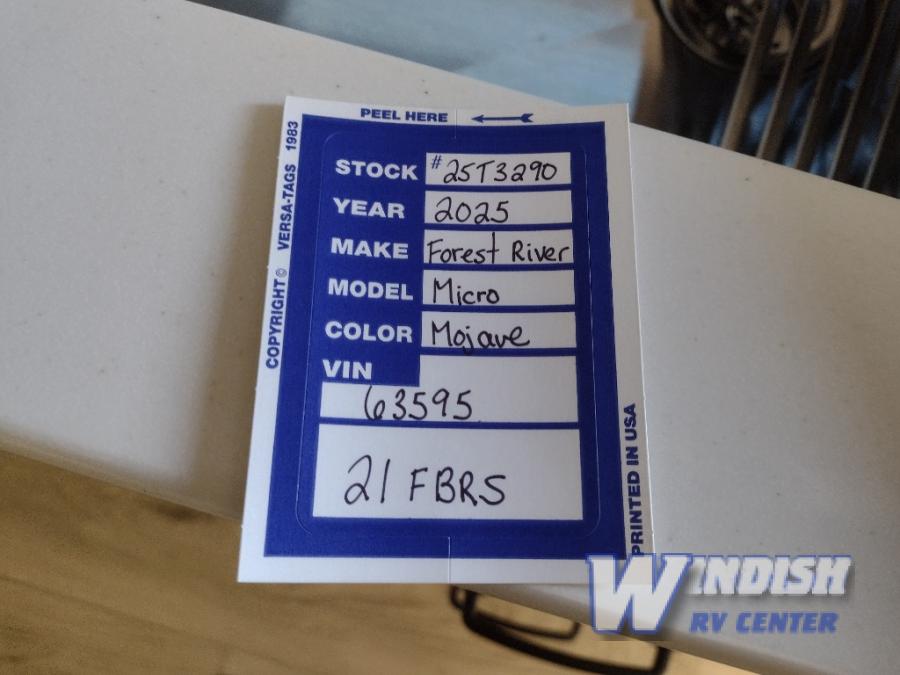 PEEL HERE
COPYRIGHT© VERSA-TAGS 1983
STOCK #25T3290
YEAR 2025
MAKE Forest River
MODEL Micro
COLOR Mojave
VIN
63595
21 FBRS
PRINTED IN USA
WINDISH
RV CENTER